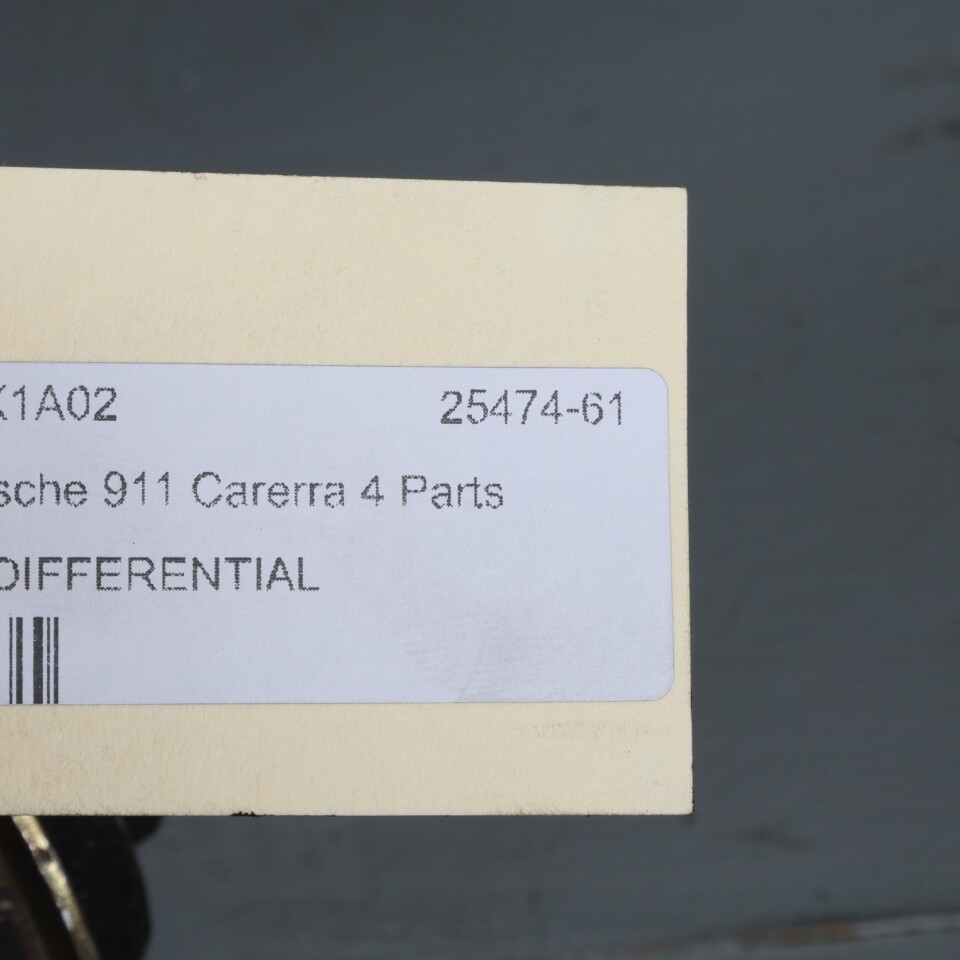 X1A02 25474-61
sche 911 Carerra 4 Parts
DIFFERENTIAL